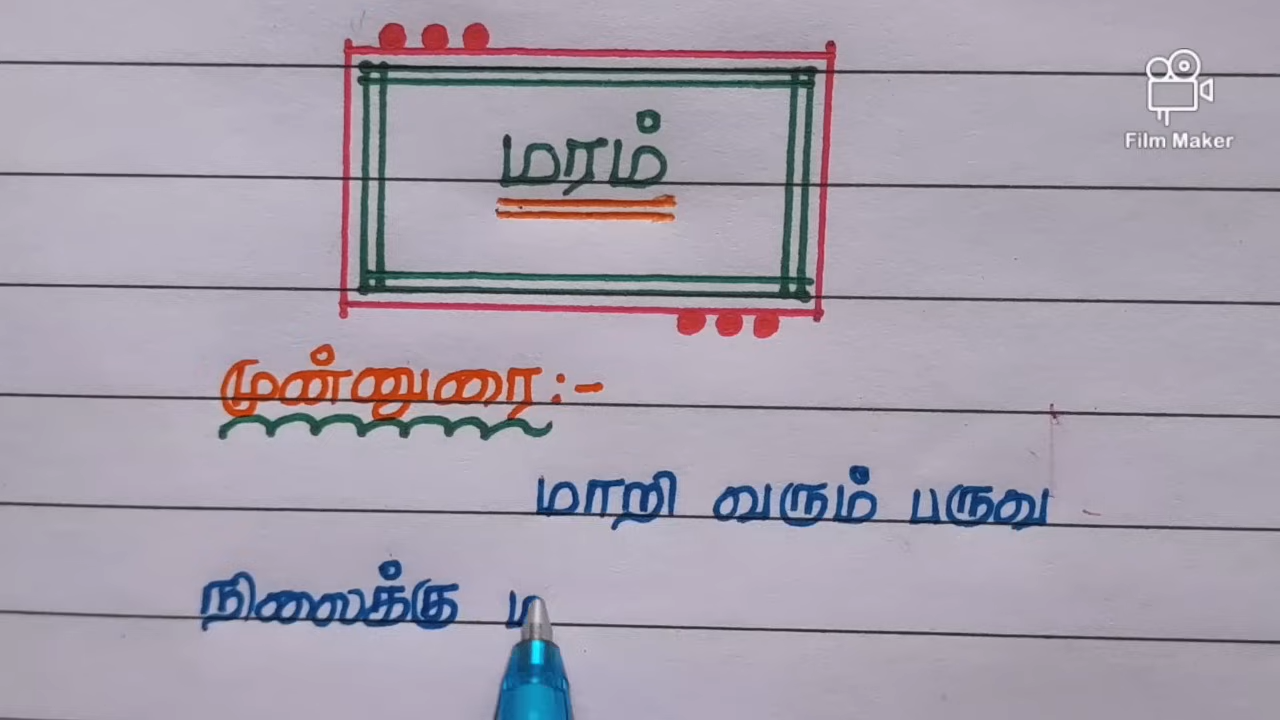 மரம்
Film Maker
முன்னுரை:-
மாறி வரும் பருவ
நிலைக்கு